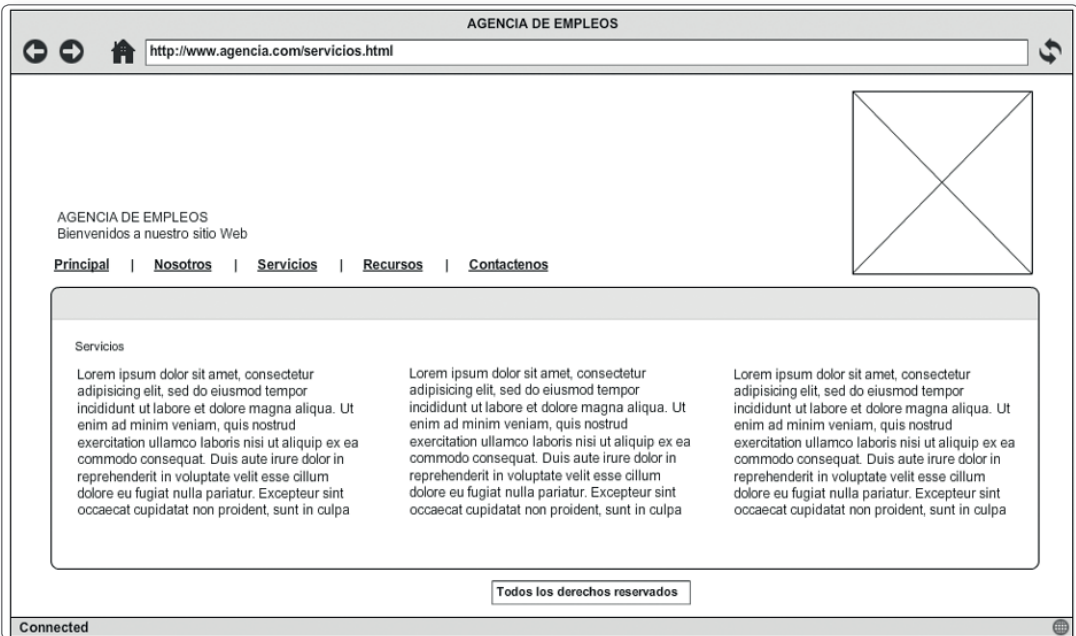 AGENCIA DE EMPLEOS
http://www.agencia.com/servicios.html
AGENCIA DE EMPLEOS
Bienvenidos a nuestro sitio Web
Principal | Nosotros | Servicios | Recursos | Contactenos
Servicios
Lorem ipsum dolor sit amet, consectetur
adipisicing elit, sed do eiusmod tempor
incididunt ut labore et dolore magna aliqua. Ut
enim ad minim veniam, quis nostrud
exercitation ullamco laboris nisi ut aliquip ex ea
commodo consequat. Duis aute irure dolor in
reprehenderit in voluptate velit esse cillum
dolore eu fugiat nulla pariatur. Excepteur sint
occaecat cupidatat non proident, sunt in culpa
Lorem ipsum dolor sit amet, consectetur
adipisicing elit, sed do eiusmod tempor
incididunt ut labore et dolore magna aliqua. Ut
enim ad minim veniam, quis nostrud
exercitation ullamco laboris nisi ut aliquip ex ea
commodo consequat. Duis aute irure dolor in
reprehenderit in voluptate velit esse cillum
dolore eu fugiat nulla pariatur. Excepteur sint
occaecat cupidatat non proident, sunt in culpa
Lorem ipsum dolor sit amet, consectetur
adipisicing elit, sed do eiusmod tempor
incididunt ut labore et dolore magna aliqua. Ut
enim ad minim veniam, quis nostrud
exercitation ullamco laboris nisi ut aliquip ex ea
commodo consequat. Duis aute irure dolor in
reprehenderit in voluptate velit esse cillum
dolore eu fugiat nulla pariatur. Excepteur sint
occaecat cupidatat non proident, sunt in culpa
Todos los derechos reservados
Connected